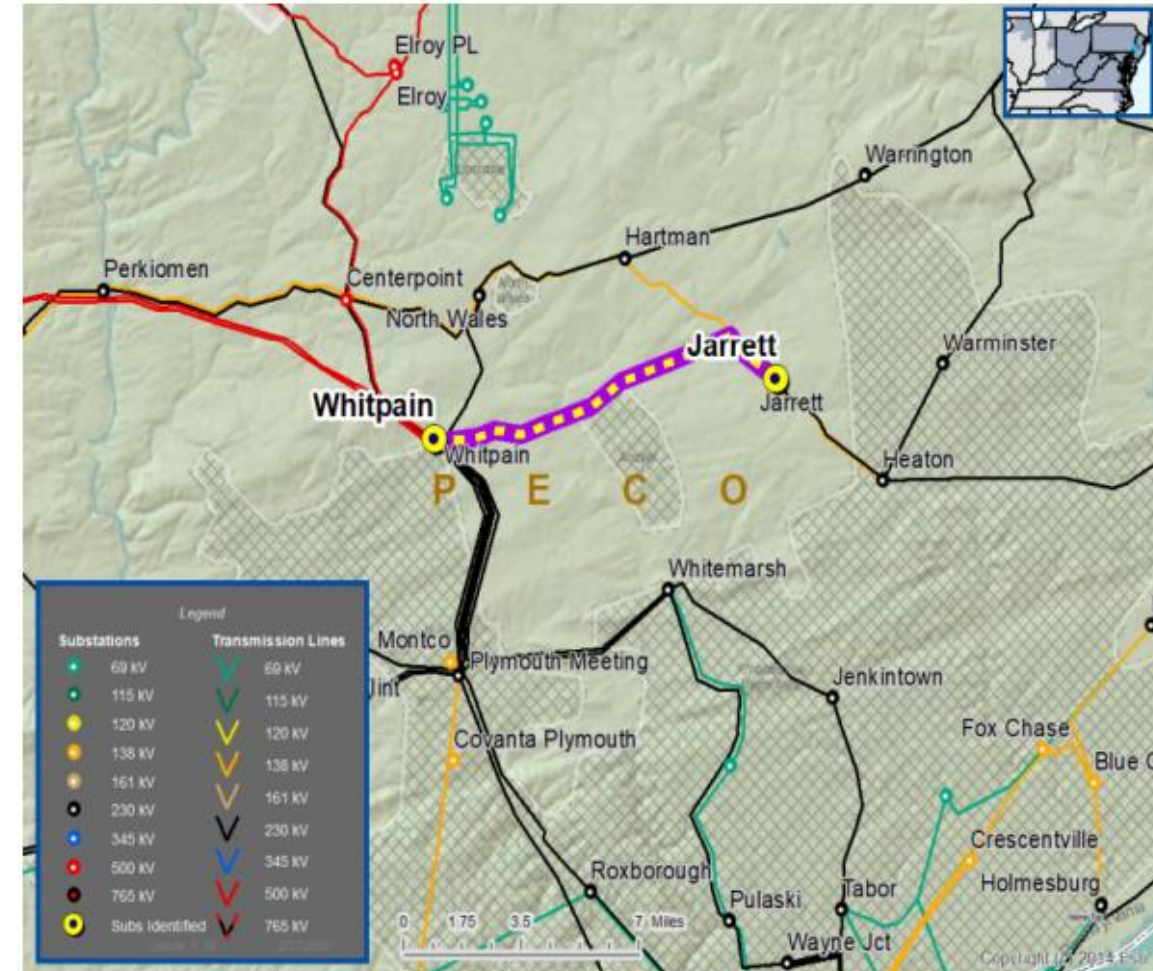 Elroy PL
Elroy
Warrington
Hartman
Perkiomen
Centerpoint
North Wales
Jarrett
Warminster
Jarrett
Whitpain
Whitpain
Heaton
P E C O
Whitemarsh
Montco
Plymouth Meeting
Jenkintown
Covanta Plymouth
Fox Chase
Blue
Crescentville
Roxborough
Holmesburg
Pulaski
Tabor
Wayne Jct
Legend
Substations
69 kV
115 kV
120 kV
138 kV
161 kV
230 kV
345 kV
500 kV
765 kV
Subs Identified
Transmission Lines
69 kV
115 kV
120 kV
138 kV
161 kV
230 kV
345 kV
500 kV
765 kV
0 1.75 3.5 7 Miles
Copyright (c) 2014 Esri